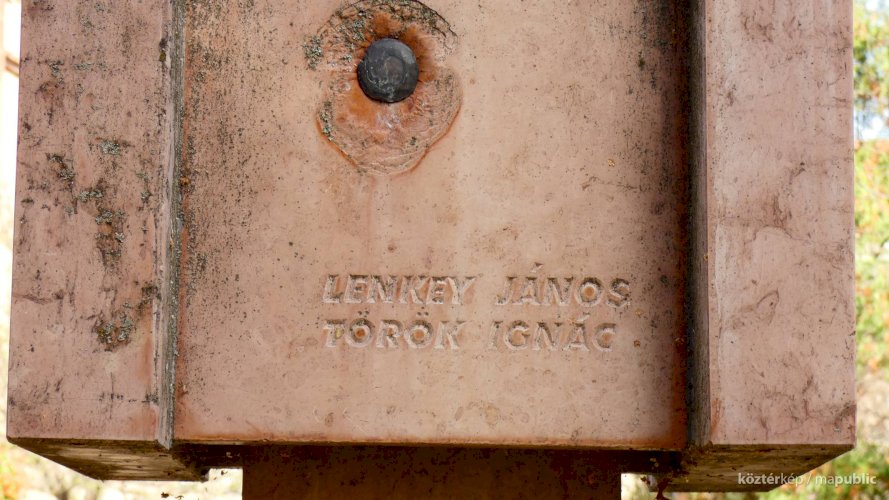 LENKEY JÁNOS
TÖRÖK IGNÁC
köztérkép / mapublic